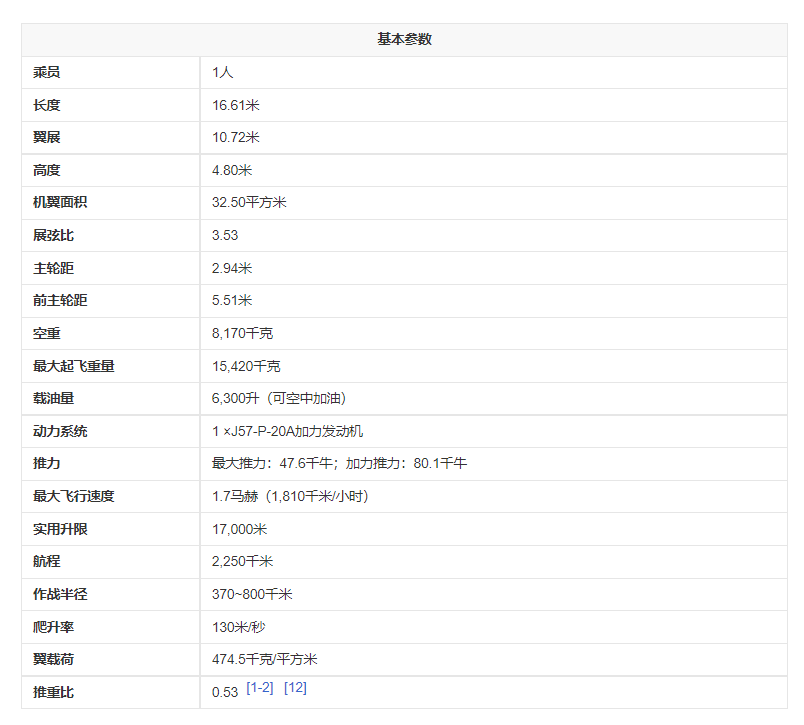 基本参数
乘员 1人
长度 16.61米
翼展 10.72米
高度 4.80米
机翼面积 32.50平方米
展弦比 3.53
主轮距 2.94米
前主轮距 5.51米
空重 8,170千克
最大起飞重量 15,420千克
载油量 6,300升（可空中加油）
动力系统 1 ×J57-P-20A加力发动机
推力 最大推力：47.6千牛；加力推力：80.1千牛
最大飞行速度 1.7马赫（1,810千米/小时）
实用升限 17,000米
航程 2,250千米
作战半径 370~800千米
爬升率 130米/秒
翼载荷 474.5千克/平方米
推重比 0.53 [1-2] [12]